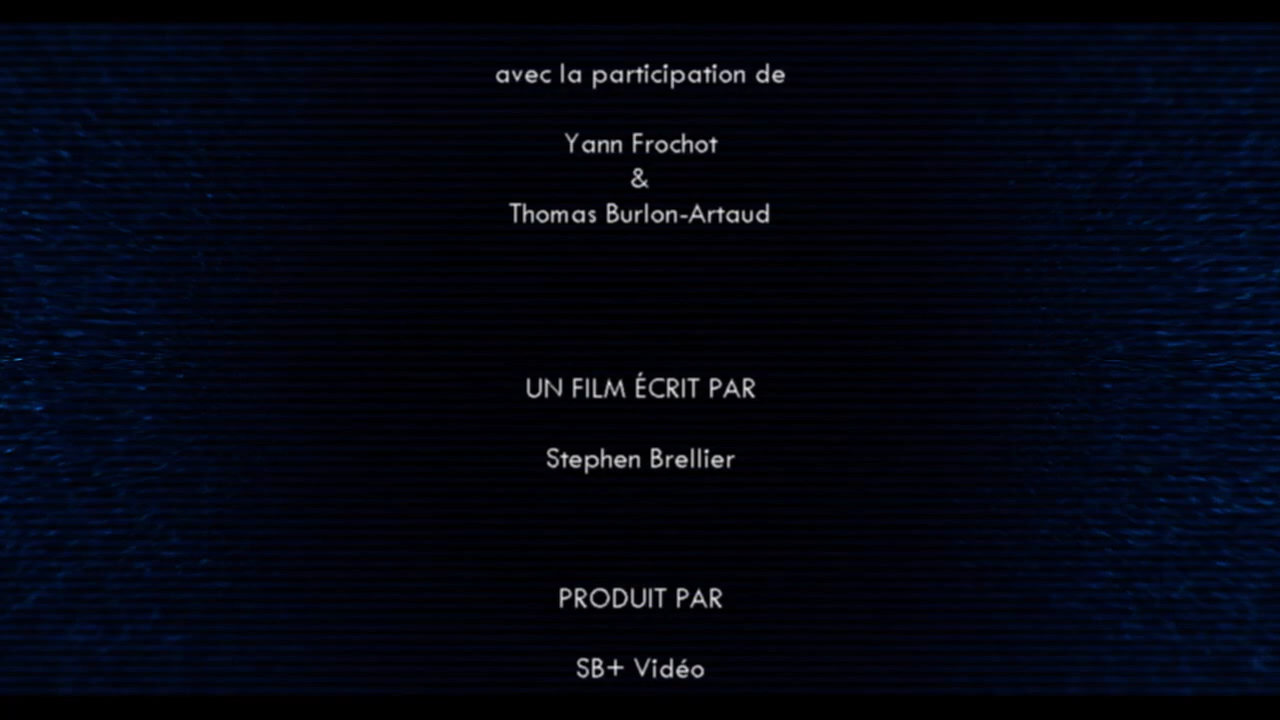 avec la participation de
Yann Frochot
&
Thomas Burlon-Artaud
UN FILM ÉCRIT PAR
Stephen Brellier
PRODUIT PAR
SB+ Vidéo